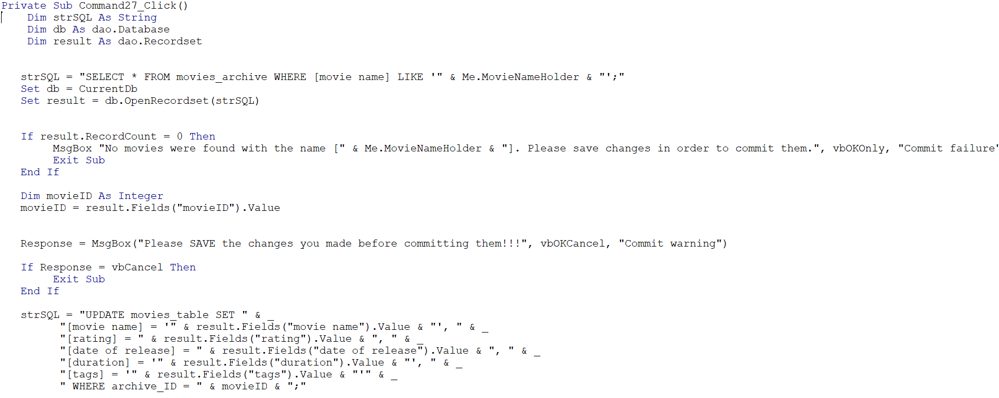 Private Sub Command27_Click()
Dim strSQL As String
Dim db As dao.Database
Dim result As dao.Recordset
strSQL = "SELECT * FROM movies_archive WHERE [movie name] LIKE '" & Me.MovieNameHolder & "';"
Set db = CurrentDb
Set result = db.OpenRecordset(strSQL)
If result.RecordCount = 0 Then
MsgBox "No movies were found with the name [" & Me.MovieNameHolder & "]. Please save changes in order to commit them.", vbOKOnly, "Commit failure'
Exit Sub
End If
Dim movieID As Integer
movieID = result.Fields("movieID").Value
Response = MsgBox("Please SAVE the changes you made before committing them!!!", vbOKCancel, "Commit warning")
If Response = vbCancel Then
Exit Sub
End If
strSQL = "UPDATE movies_table SET " & _
"[movie name] = '" & result.Fields("movie name").Value & "', " & _
"[rating] = " & result.Fields("rating").Value & ", " & _
"[date of release] = " & result.Fields("date of release").Value & ", " & _
"[duration] = '" & result.Fields("duration").Value & "', " & _
"[tags] = '" & result.Fields("tags").Value & "'" & _
" WHERE archive_ID = " & movieID & ";"